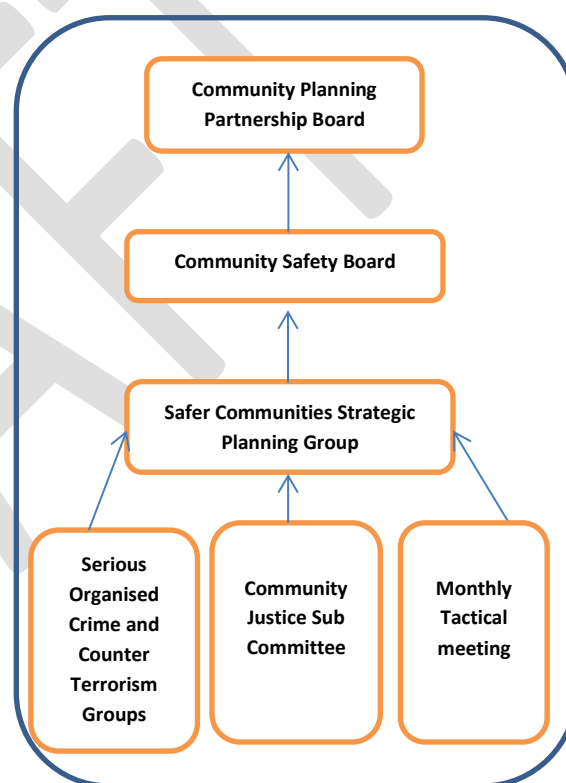 Community Planning
Partnership Board
Community Safety Board
Safer Communities Strategic
Planning Group
Serious
Organised
Crime and
Counter
Terrorism
Groups
Community
Justice Sub
Committee
Monthly
Tactical
meeting